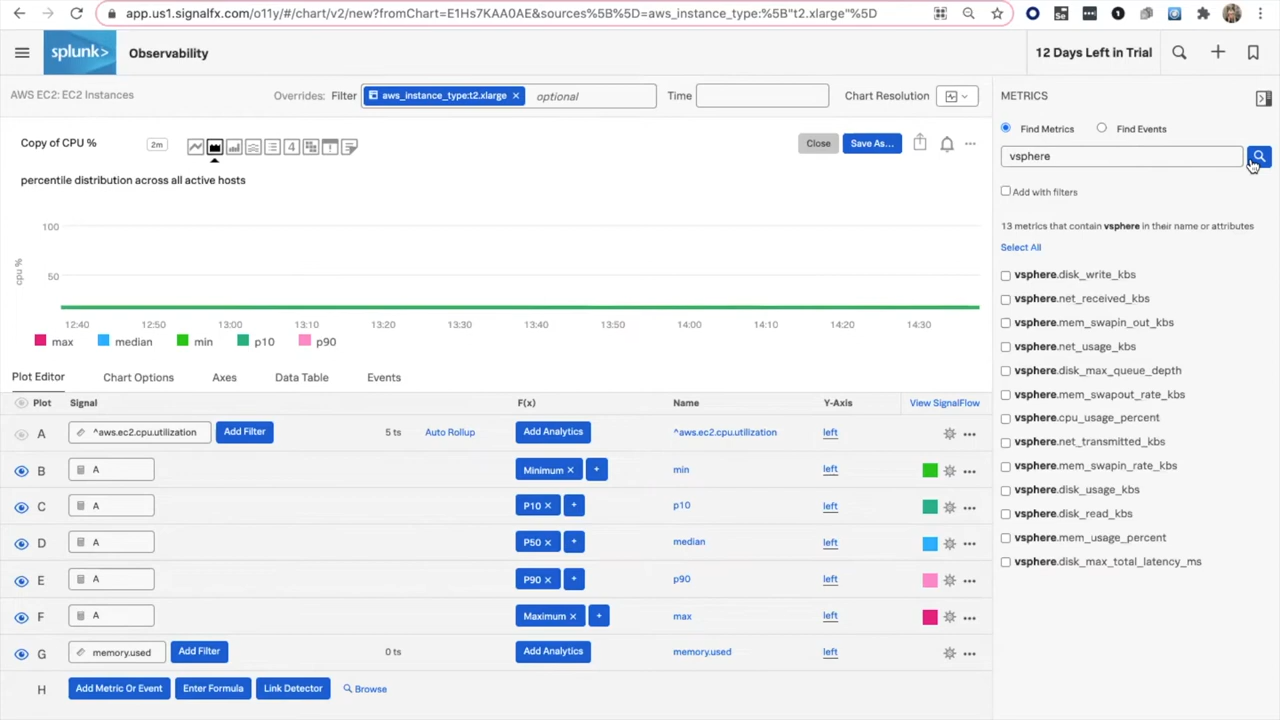 app.us1.signalfx.com/o11y/#/chart/v2/new?fromChart=E1Hs7KAA0AE&sources%5B%5D=aws_instance_type:%5B"t2.xlarge"%5D
splunk> Observability 12 Days Left in Trial
AWS EC2: EC2 Instances Overrides: Filter aws_instance_type:t2.xlarge × optional Time Chart Resolution
Copy of CPU % 2m 4 Close Save As...
percentile distribution across all active hosts
100
50
cpu %
12:40 12:50 13:00 13:10 13:20 13:30 13:40 13:50 14:00 14:10 14:20 14:30
max median min p10 p90
Plot Editor Chart Options Axes Data Table Events
Plot Signal F(x) Name Y-Axis View SignalFlow
A ^aws.ec2.cpu.utilization Add Filter 5 ts Auto Rollup Add Analytics ^aws.ec2.cpu.utilization left
B A Minimum × + min left
C A P10 × + p10 left
D A P50 × + median left
E A P90 × + p90 left
F A Maximum × + max left
G memory.used Add Filter 0 ts Add Analytics memory.used left
H Add Metric Or Event Enter Formula Link Detector Browse
METRICS
Find Metrics Find Events
vsphere
Add with filters
13 metrics that contain vsphere in their name or attributes
Select All
vsphere.disk_write_kbs
vsphere.net_received_kbs
vsphere.mem_swapin_out_kbs
vsphere.net_usage_kbs
vsphere.disk_max_queue_depth
vsphere.mem_swapout_rate_kbs
vsphere.cpu_usage_percent
vsphere.net_transmitted_kbs
vsphere.mem_swapin_rate_kbs
vsphere.disk_usage_kbs
vsphere.disk_read_kbs
vsphere.mem_usage_percent
vsphere.disk_max_total_latency_ms